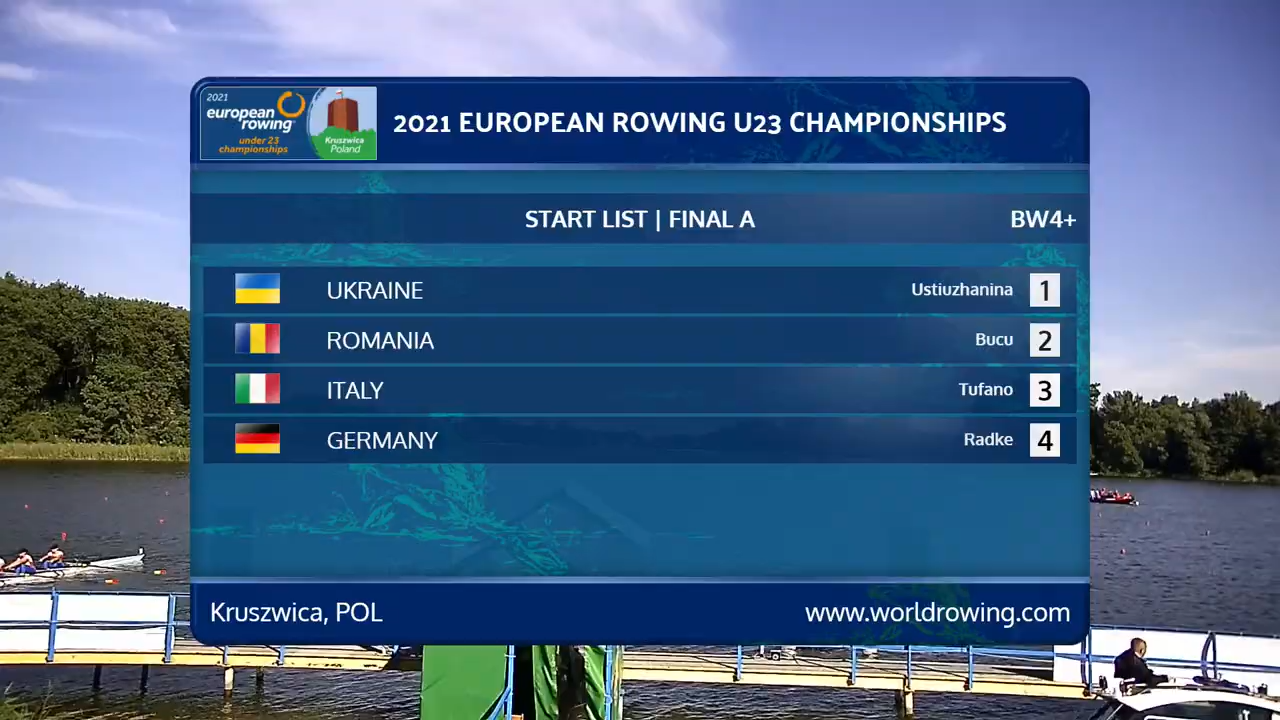 2021
european
rowing
under 23
championships
Kruszwica
Poland
2021 EUROPEAN ROWING U23 CHAMPIONSHIPS
START LIST | FINAL A BW4+
UKRAINE Ustiuzhanina 1
ROMANIA Bucu 2
ITALY Tufano 3
GERMANY Radke 4
Kruszwica, POL www.worldrowing.com